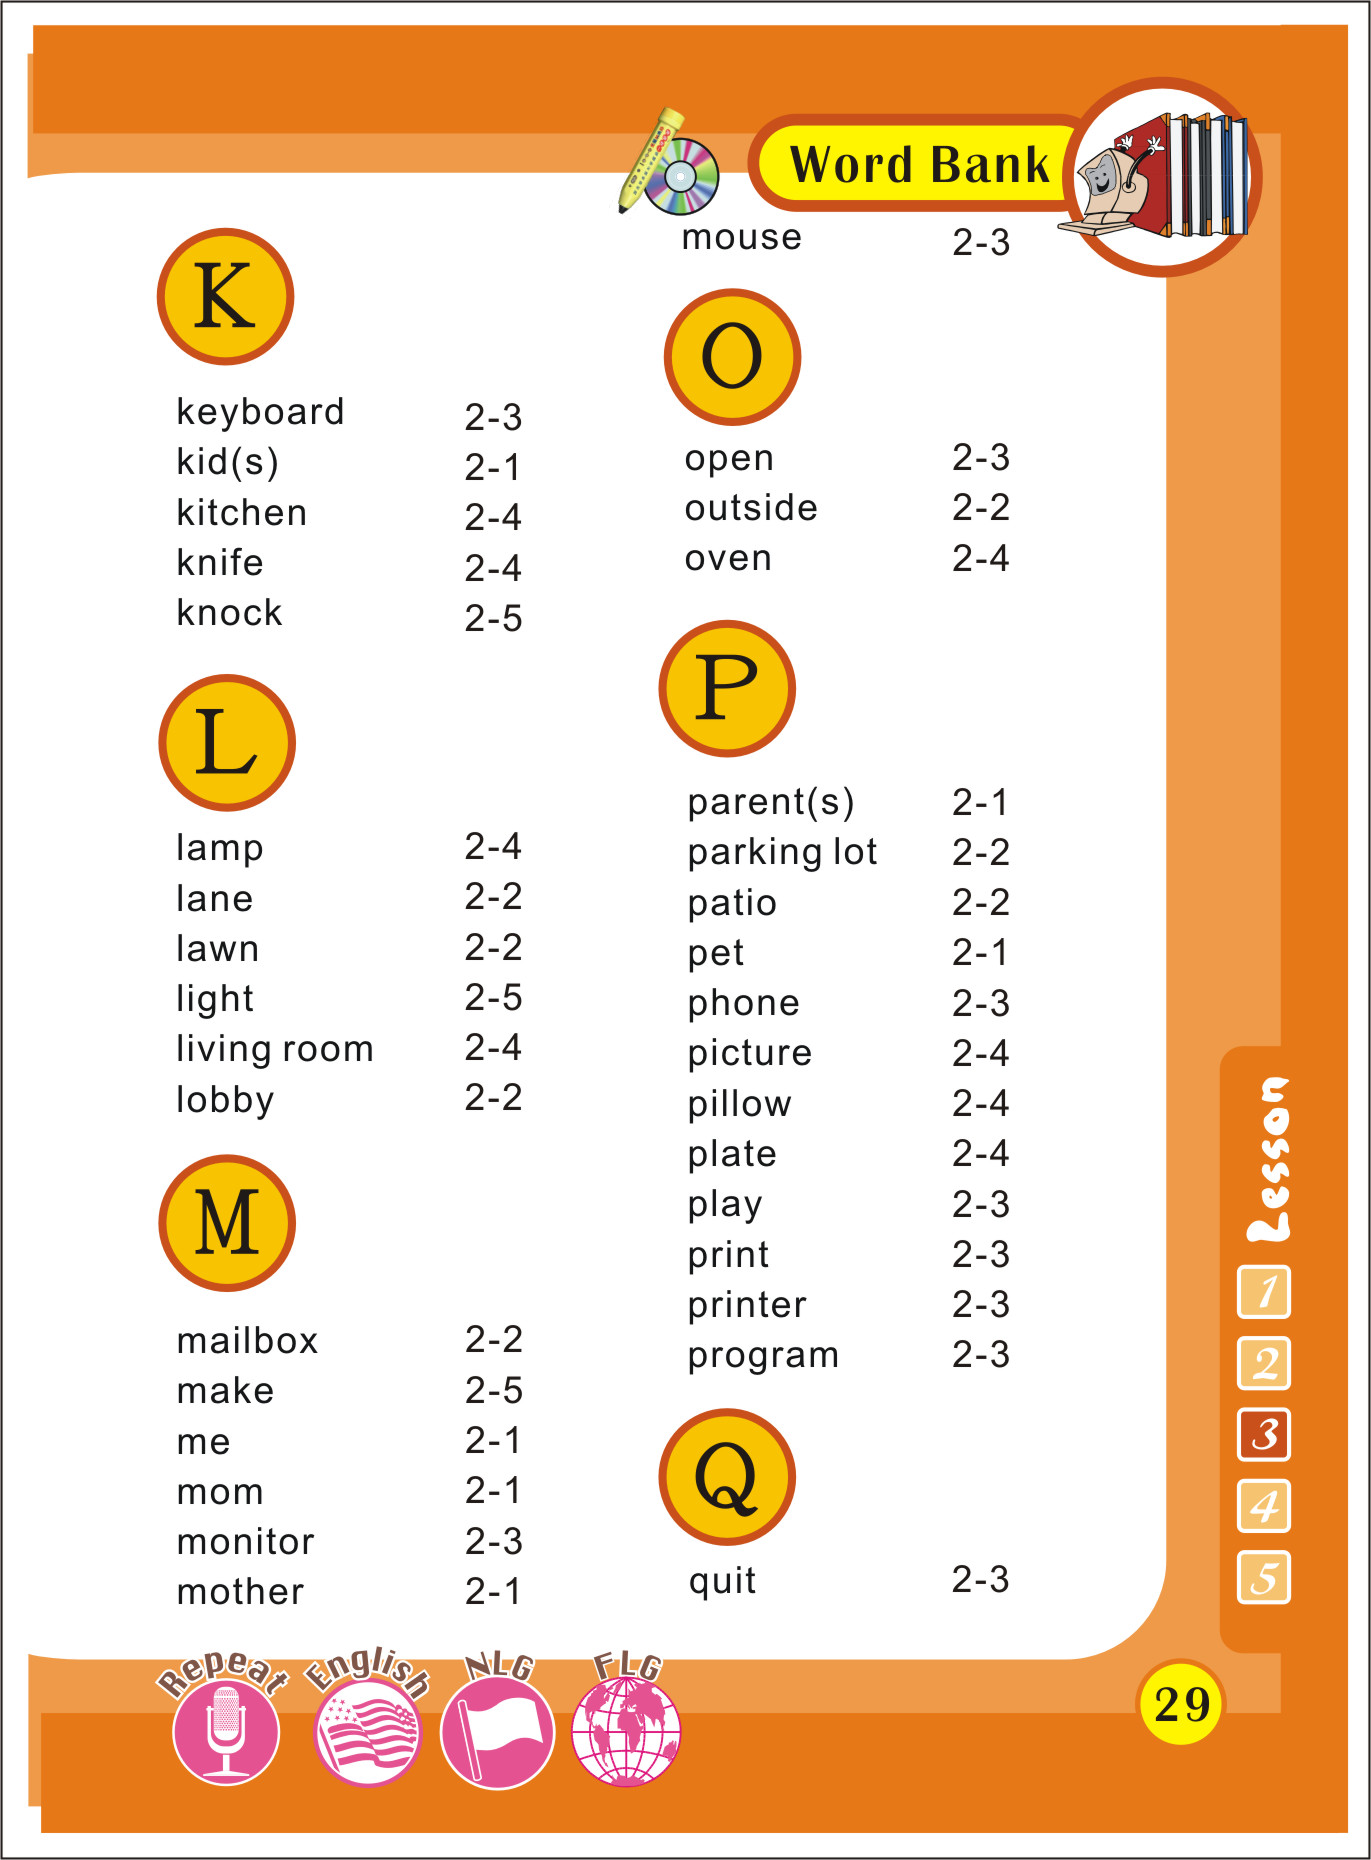 Word Bank
K
keyboard 2-3
kid(s) 2-1
kitchen 2-4
knife 2-4
knock 2-5
L
lamp 2-4
lane 2-2
lawn 2-2
light 2-5
living room 2-4
lobby 2-2
M
mailbox 2-2
make 2-5
me 2-1
mom 2-1
monitor 2-3
mother 2-1
mouse 2-3
O
open 2-3
outside 2-2
oven 2-4
P
parent(s) 2-1
parking lot 2-2
patio 2-2
pet 2-1
phone 2-3
picture 2-4
pillow 2-4
plate 2-4
play 2-3
print 2-3
printer 2-3
program 2-3
Q
quit 2-3
Lesson
1
2
3
4
5
Repeat English NLG FLG
29